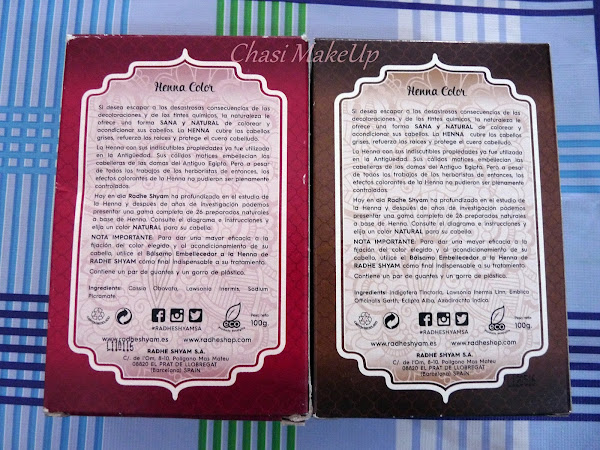 Chasi MakeUp
Henna Color
Si desea escapar a las desastrosas consecuencias de las
decoloraciones y de los tintes químicos, la naturaleza le
ofrece una forma SANA y NATURAL de colorear y
acondicionar sus cabellos. La HENNA cubre los cabellos
grises, refuerza las raíces y protege el cuero cabelludo.
La Henna con sus indiscutibles propiedades ya fue utilizada
en la Antigüedad. Sus cálidos matices embellecían las
cabelleras de las damas del Antiguo Egipto. Pero, a pesar
de todos los trabajos de los herboristas de entonces, los
efectos colorantes de la HENNA no pudieron ser plenamente
controlados.
Hoy en día Radhe Shyam ha profundizado en el estudio de
la Henna y después de años de investigación podemos
presentar una gama completa de 26 preparados naturales
a base de Henna. Consulte el diagrama e instrucciones y
elija un color NATURAL para su cabello.
NOTA IMPORTANTE: Para dar una mayor eficacia a la
fijación del color elegido y al acondicionamiento de su
cabello, utilice el Bálsamo Embellecedor a la Henna de
RADHE SHYAM como final indispensable a su tratamiento.
Contiene un par de guantes y un gorro de plástico.
Ingredientes: Cassia Obovata, Lawsonia Inermis, Sodium
Picramate
#RADHESHYAMSA
eco
Peso neto
100g
www.radheshyam.es
www.radheshop.com
RADHE SHYAM S.A.
C/. de l'Om, 8-10. Polígono Mas Mateu
08820 EL PRAT DE LLOBREGAT
(Barcelona) SPAIN
Henna Color
Si desea escapar a las desastrosas consecuencias de las
decoloraciones y de los tintes químicos, la naturaleza le
ofrece una forma SANA y NATURAL de colorear y
acondicionar sus cabellos. La HENNA cubre los cabellos
grises, refuerza las raíces y protege el cuero cabelludo.
La Henna con sus indiscutibles propiedades ya fue utilizada
en la Antigüedad. Sus cálidos matices embellecían las
cabelleras de las damas del Antiguo Egipto. Pero, a pesar
de todos los trabajos de los herboristas de entonces, los
efectos colorantes de la HENNA no pudieron ser plenamente
controlados.
Hoy en día Radhe Shyam ha profundizado en el estudio de
la Henna y después de años de investigación podemos
presentar una gama completa de 26 preparados naturales
a base de Henna. Consulte el diagrama e instrucciones y
elija un color NATURAL para su cabello.
NOTA IMPORTANTE: Para dar una mayor eficacia a la
fijación del color elegido y al acondicionamiento de su
cabello, utilice el Bálsamo Embellecedor a la Henna de
RADHE SHYAM cómo final indispensable a su tratamiento.
Contiene un par de guantes y un gorro de plástico.
Ingredientes: Indigofera Tinctoria, Lawsonia Inermis Linn, Emblica
Officinalis Gaerth, Eclipta Alba, Azadirachta Indica.
#RADHESHYAMSA
eco
Peso neto
100g
www.radheshyam.es
www.radheshop.com
RADHE SHYAM S.A.
C/. de l'Om, 8-10. Polígono Mas Mateu
08820 EL PRAT DE LLOBREGAT
(Barcelona) SPAIN